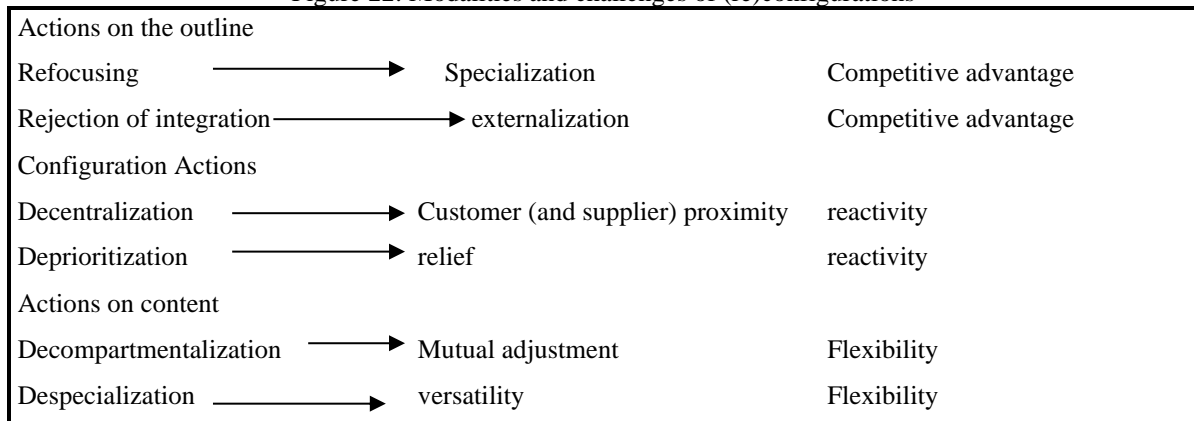 Figure 22: Modalities and challenges of (re)configurations
Actions on the outline
Refocusing Specialization Competitive advantage
Rejection of integration externalization Competitive advantage
Configuration Actions
Decentralization Customer (and supplier) proximity reactivity
Deprioritization relief reactivity
Actions on content
Decompartmentalization Mutual adjustment Flexibility
Despecialization versatility Flexibility